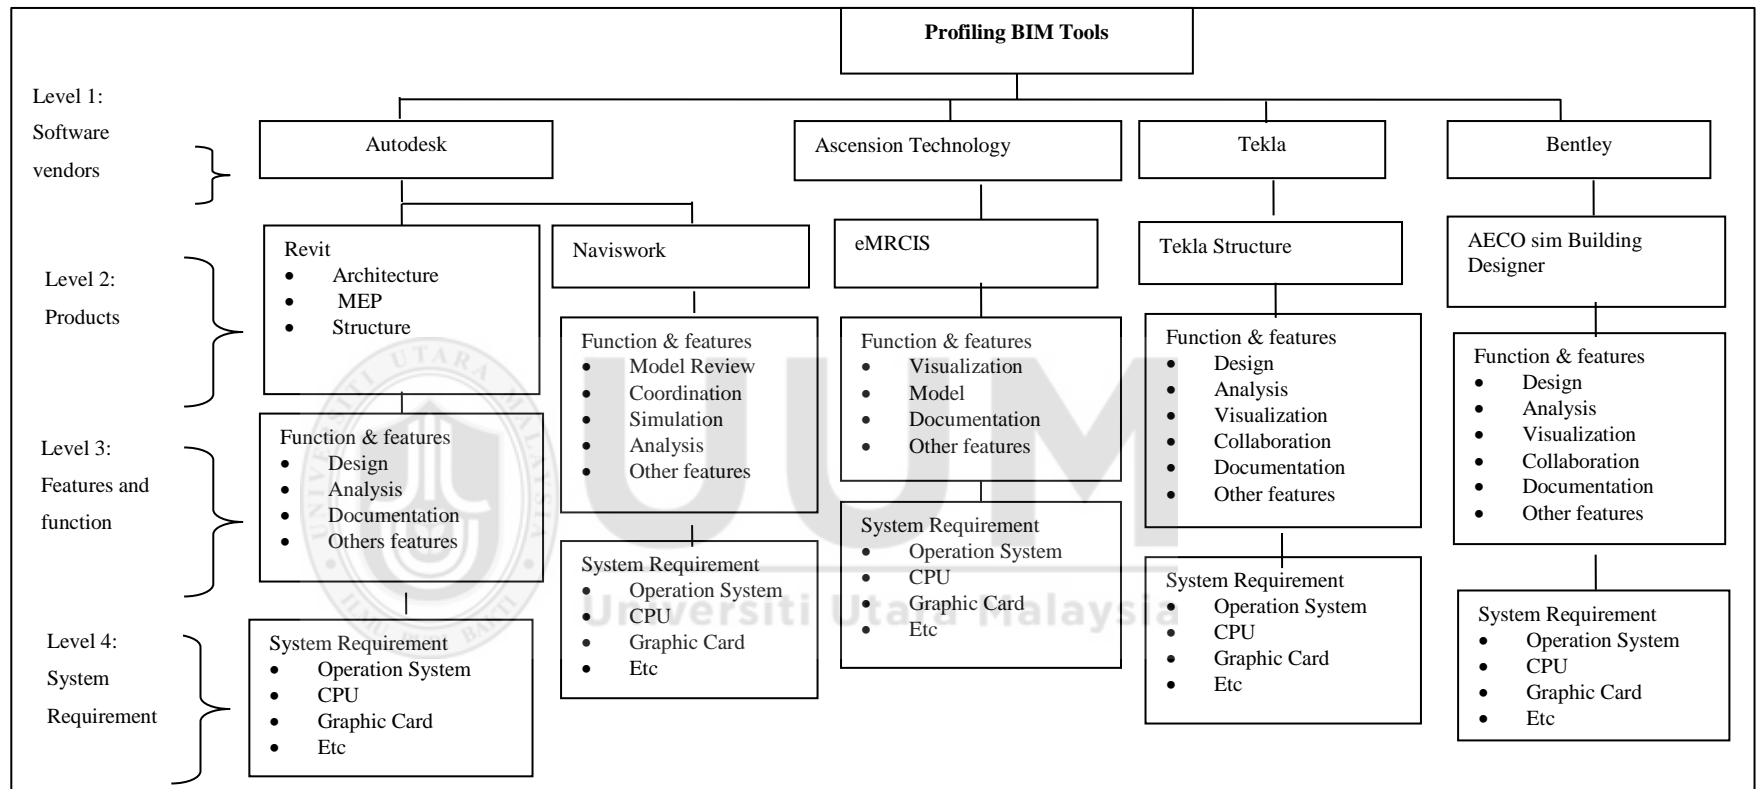 Profiling BIM Tools
Level 1:
Software
vendors
Autodesk
Ascension Technology
Tekla
Bentley
Level 2:
Products
Revit
• Architecture
• MEP
• Structure
Naviswork
eMRCIS
Tekla Structure
AECO sim Building
Designer
Level 3:
Features and
function
Function & features
• Design
• Analysis
• Documentation
• Others features
Function & features
• Model Review
• Coordination
• Simulation
• Analysis
• Other features
Function & features
• Visualization
• Model
• Documentation
• Other features
Function & features
• Design
• Analysis
• Visualization
• Collaboration
• Documentation
• Other features
Function & features
• Design
• Analysis
• Visualization
• Collaboration
• Documentation
• Other features
Level 4:
System
Requirement
System Requirement
• Operation System
• CPU
• Graphic Card
• Etc
System Requirement
• Operation System
• CPU
• Graphic Card
• Etc
System Requirement
• Operation System
• CPU
• Graphic Card
• Etc
System Requirement
• Operation System
• CPU
• Graphic Card
• Etc
System Requirement
• Operation System
• CPU
• Graphic Card
• Etc
UNIVERSITI UTARA MALAYSIA
UUM
Universiti Utara Malaysia